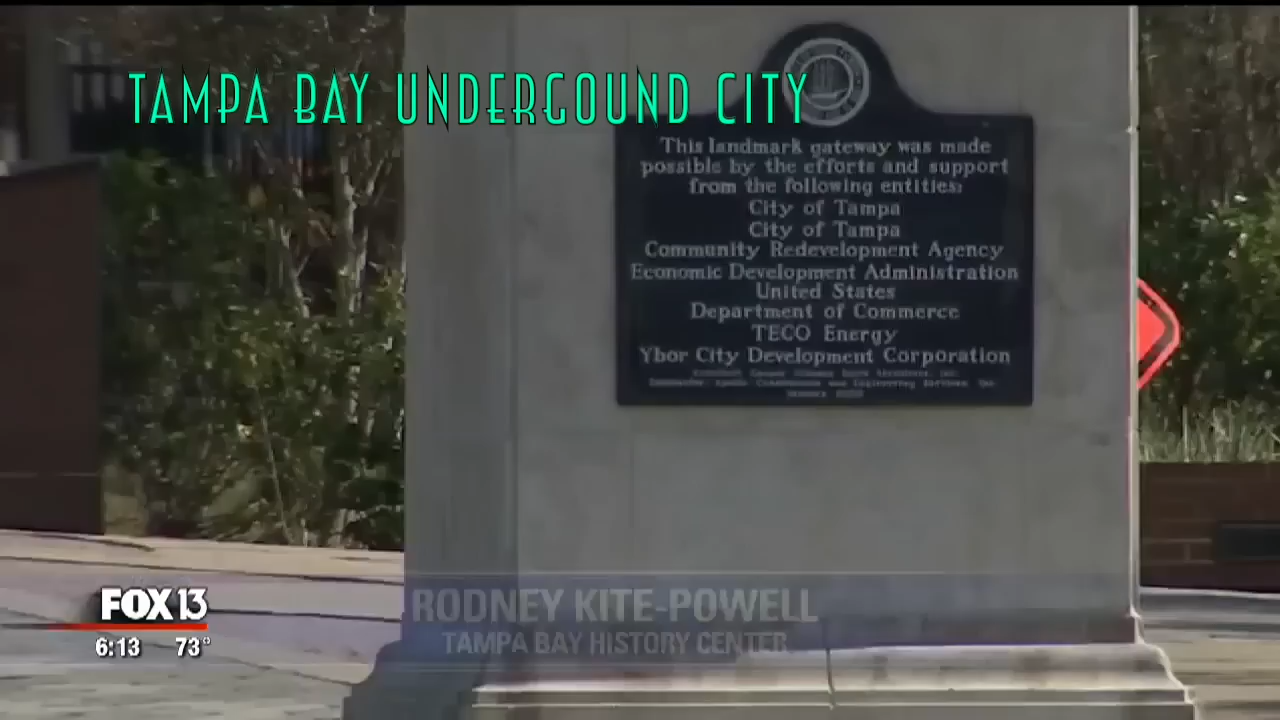 TAMPA BAY UNDERGOUND CITY
This landmark gateway was made
possible by the efforts and support
from the following entities:
City of Tampa
City of Tampa
Community Redevelopment Agency
Economic Development Administration
United States
Department of Commerce
TECO Energy
Ybor City Development Corporation
RODNEY KITE-POWELL
TAMPA BAY HISTORY CENTER
FOX 13
6:13 73°